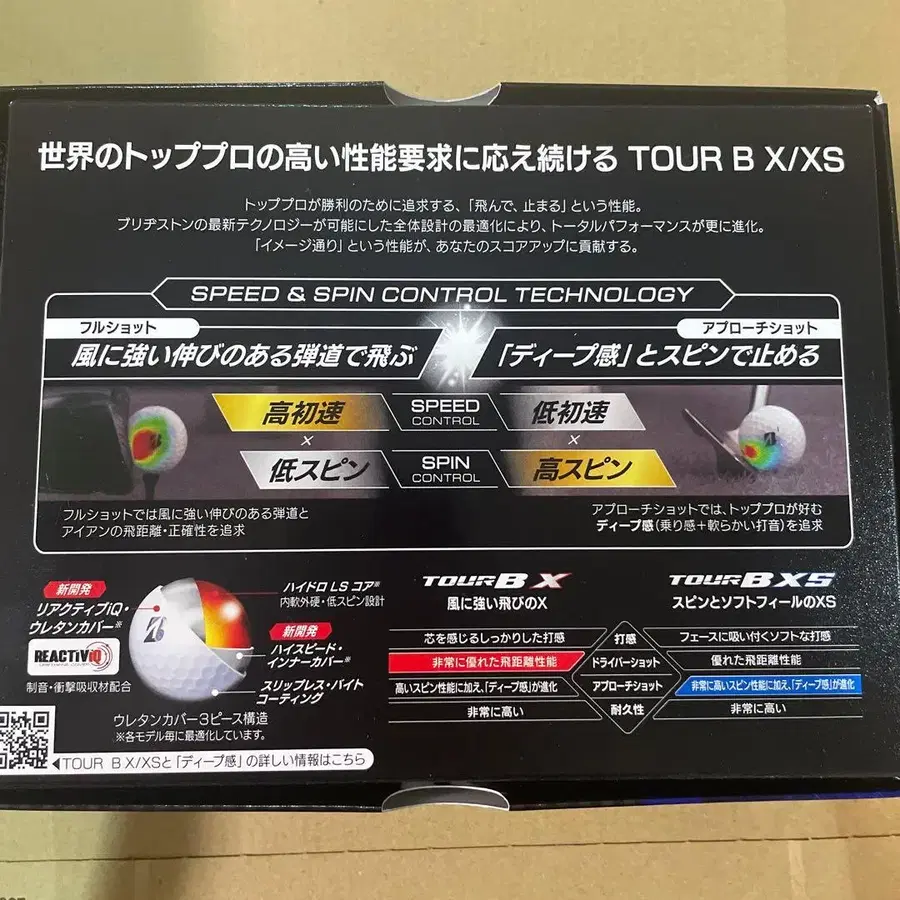 世界のトッププロの高い性能要求に応え続ける TOUR B X/XS
トッププロが勝利のために追求する、「飛んで、止まる」という性能。
ブリヂストンの最新テクノロジーが可能にした全体設計の最適化により、トータルパフォーマンスが更に進化。
「イメージ通り」という性能が、あなたのスコアアップに貢献する。
SPEED & SPIN CONTROL TECHNOLOGY
フルショット
風に強い伸びのある弾道で飛ぶ
アプローチショット
「ディープ感」とスピンで止める
高初速
SPEED
CONTROL
低初速
×
×
低スピン
SPIN
CONTROL
高スピン
フルショットでは風に強い伸びのある弾道と
アイアンの飛距離・正確性を追求
アプローチショットでは、トッププロが好む
ディープ感(乗り感+軟らかい打音)を追求
新開発
リアクティブiQ・
ウレタンカバー※
REACTiViQ
URETHANE COVER
制音・衝撃吸収材配合
ハイドロ LS コア※
内軟外硬・低スピン設計
新開発
ハイスピード・
インナーカバー※
スリップレス・バイト
コーティング
ウレタンカバー3ピース構造
※各モデル毎に最適化しています。
◀TOUR B X/XSと「ディープ感」の詳しい情報はこちら
TOUR B X
風に強い飛びのX
TOUR B XS
スピンとソフトフィールのXS
芯を感じるしっかりした打感
打感
フェースに吸い付くソフトな打感
非常に優れた飛距離性能
ドライバーショット
優れた飛距離性能
高いスピン性能に加え、「ディープ感」が進化
アプローチショット
非常に高いスピン性能に加え、「ディープ感」が進化
非常に高い
耐久性
非常に高い